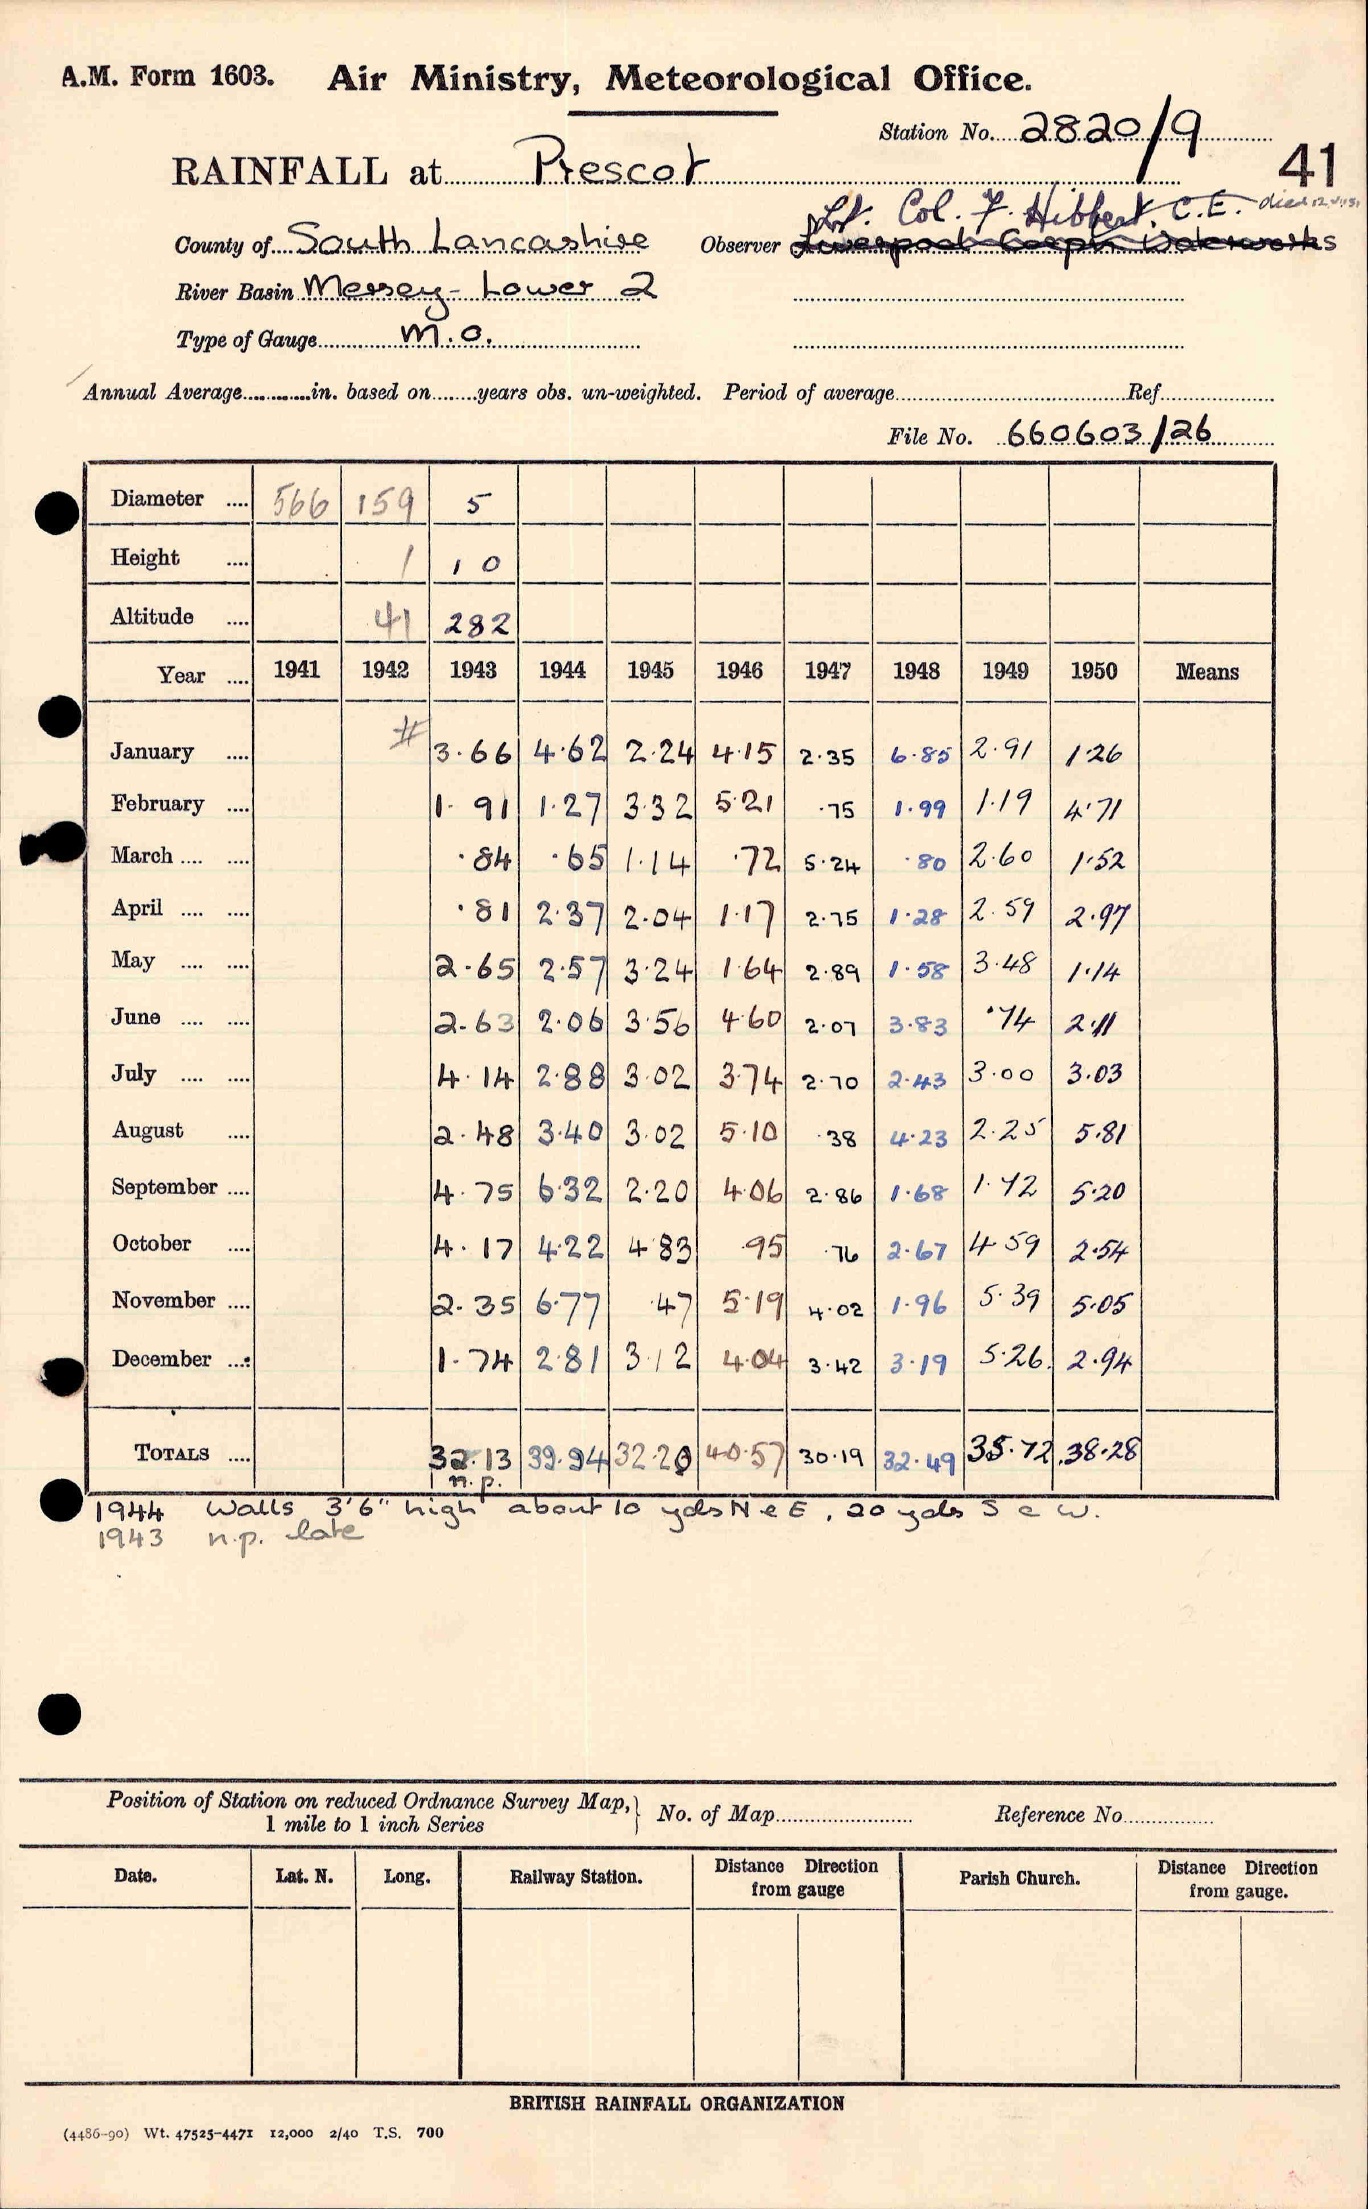 A.M. Form 1603. Air Ministry, Meteorological Office.
Station No. 2820/9
41
RAINFALL at Prescot
Lt. Col. F. Hibbert, C.E. died
County of South Lancashire Observer Liverpool Corpn Waterworks
River Basin Mersey - Lower 2
Type of Gauge M.O.
Annual Average............in. based on........years obs. un-weighted. Period of average........Ref........
File No. 660603/26
Diameter .... 566 159 5
Height .... 1 1 0
Altitude .... 41 282
Year .... 1941 1942 1943 1944 1945 1946 1947 1948 1949 1950 Means
#
January .... 3.66 4.62 2.24 4.15 2.35 6.85 2.91 1.26
February .... 1.91 1.27 3.32 5.21 .75 1.99 1.19 4.71
March .... .... .84 .65 1.14 .72 5.24 .80 2.60 1.52
April .... .... .81 2.37 2.04 1.17 2.75 1.28 2.59 2.97
May .... .... 2.65 2.57 3.24 1.64 2.89 1.58 3.48 1.14
June .... .... 2.63 2.06 3.56 4.60 2.07 3.83 .74 2.11
July .... .... 4.14 2.88 3.02 3.74 2.70 2.43 3.00 3.03
August .... 2.48 3.40 3.02 5.10 .38 4.23 2.25 5.81
September .... 4.75 6.32 2.20 4.06 2.86 1.68 1.72 5.20
October .... 4.17 4.22 4.83 .95 .76 2.67 4.59 2.54
November .... 2.35 6.77 .47 5.19 4.02 1.96 5.39 5.05
December .... 1.74 2.81 3.12 4.04 3.42 3.19 5.26. 2.94
TOTALS .... 32.13 39.94 32.20 40.57 30.19 32.49 35.72 38.28
n.p.
1944 Walls 3'6" high about 10 yds N & E, 20 yds S & W.
1943 n.p. late
Position of Station on reduced Ordnance Survey Map, } No. of Map........ Reference No........
1 mile to 1 inch Series
Date. Lat. N. Long. Railway Station. Distance Direction from gauge Parish Church. Distance Direction from gauge.
BRITISH RAINFALL ORGANIZATION
(4486-90) Wt. 47525-4471 12,000 2/40 T.S. 700